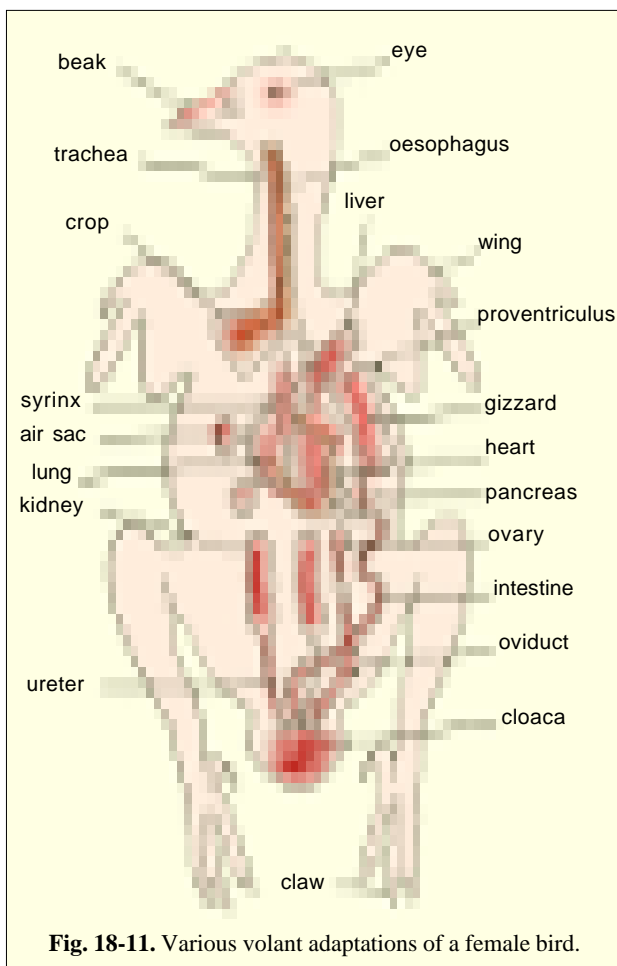 eye
beak
oesophagus
trachea
liver
crop
wing
proventriculus
syrinx
gizzard
air sac
heart
lung
pancreas
kidney
ovary
intestine
oviduct
ureter
cloaca
claw
Fig. 18-11. Various volant adaptations of a female bird.